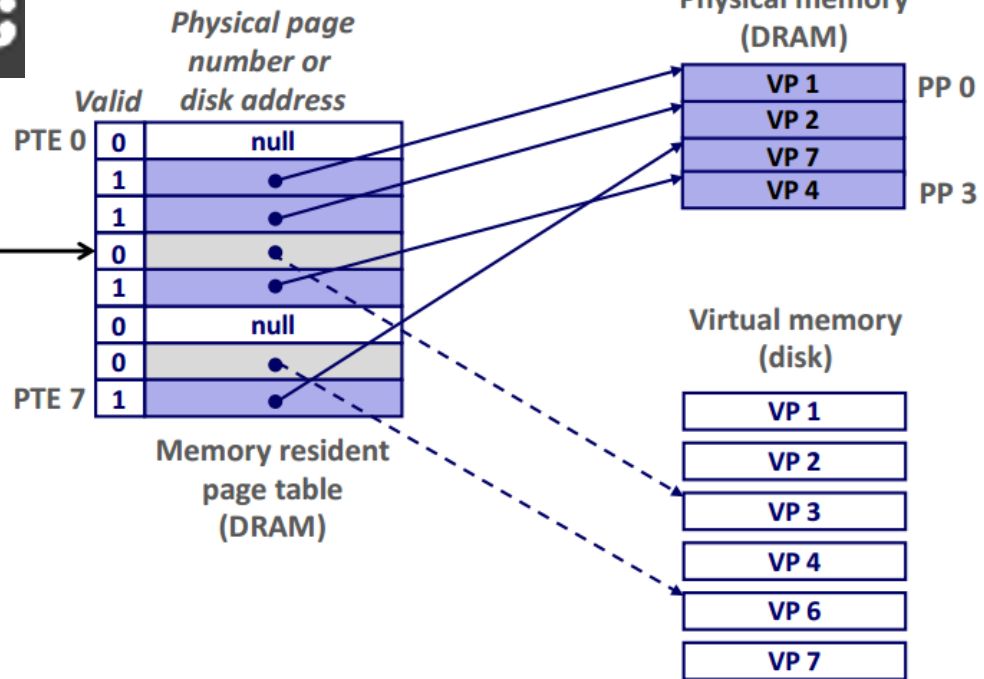 Physical page
number or
disk address
Valid
PTE 0
0
null
1
1
0
1
0
null
0
PTE 7
1
Memory resident
page table
(DRAM)
Physical memory
(DRAM)
VP 1
PP 0
VP 2
VP 7
VP 4
PP 3
Virtual memory
(disk)
VP 1
VP 2
VP 3
VP 4
VP 6
VP 7